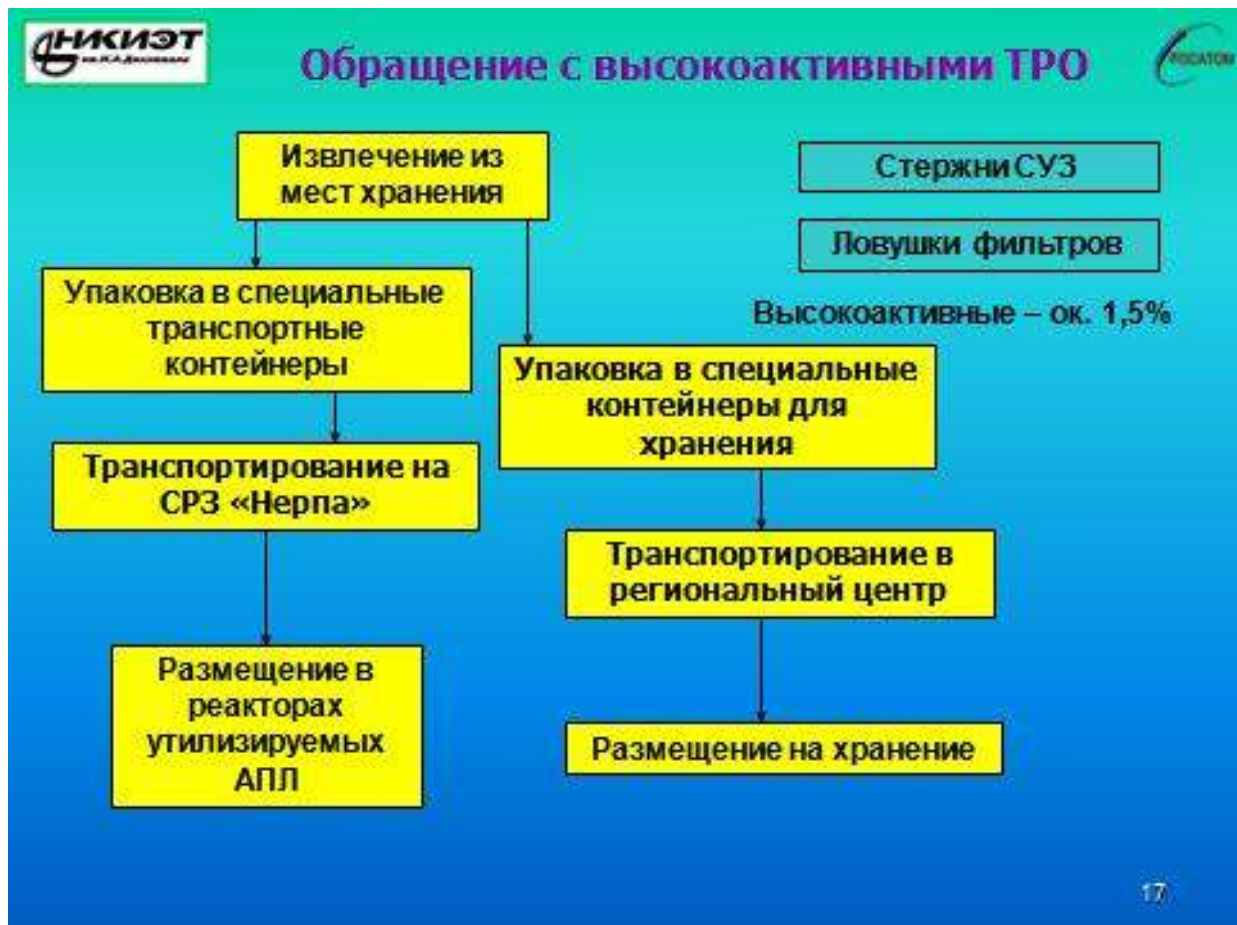 НИКИЭТ
Обращение с высокоактивными ТРО
РОСАТОМ
Извлечение из
мест хранения
Стержни СУЗ
Ловушки фильтров
Высокоактивные – ок. 1,5%
Упаковка в специальные
транспортные
контейнеры
Упаковка в специальные
контейнеры для
хранения
Транспортирование на
СРЗ «Нерпа»
Транспортирование в
региональный центр
Размещение в
реакторах
утилизируемых
АПЛ
Размещение на хранение
17